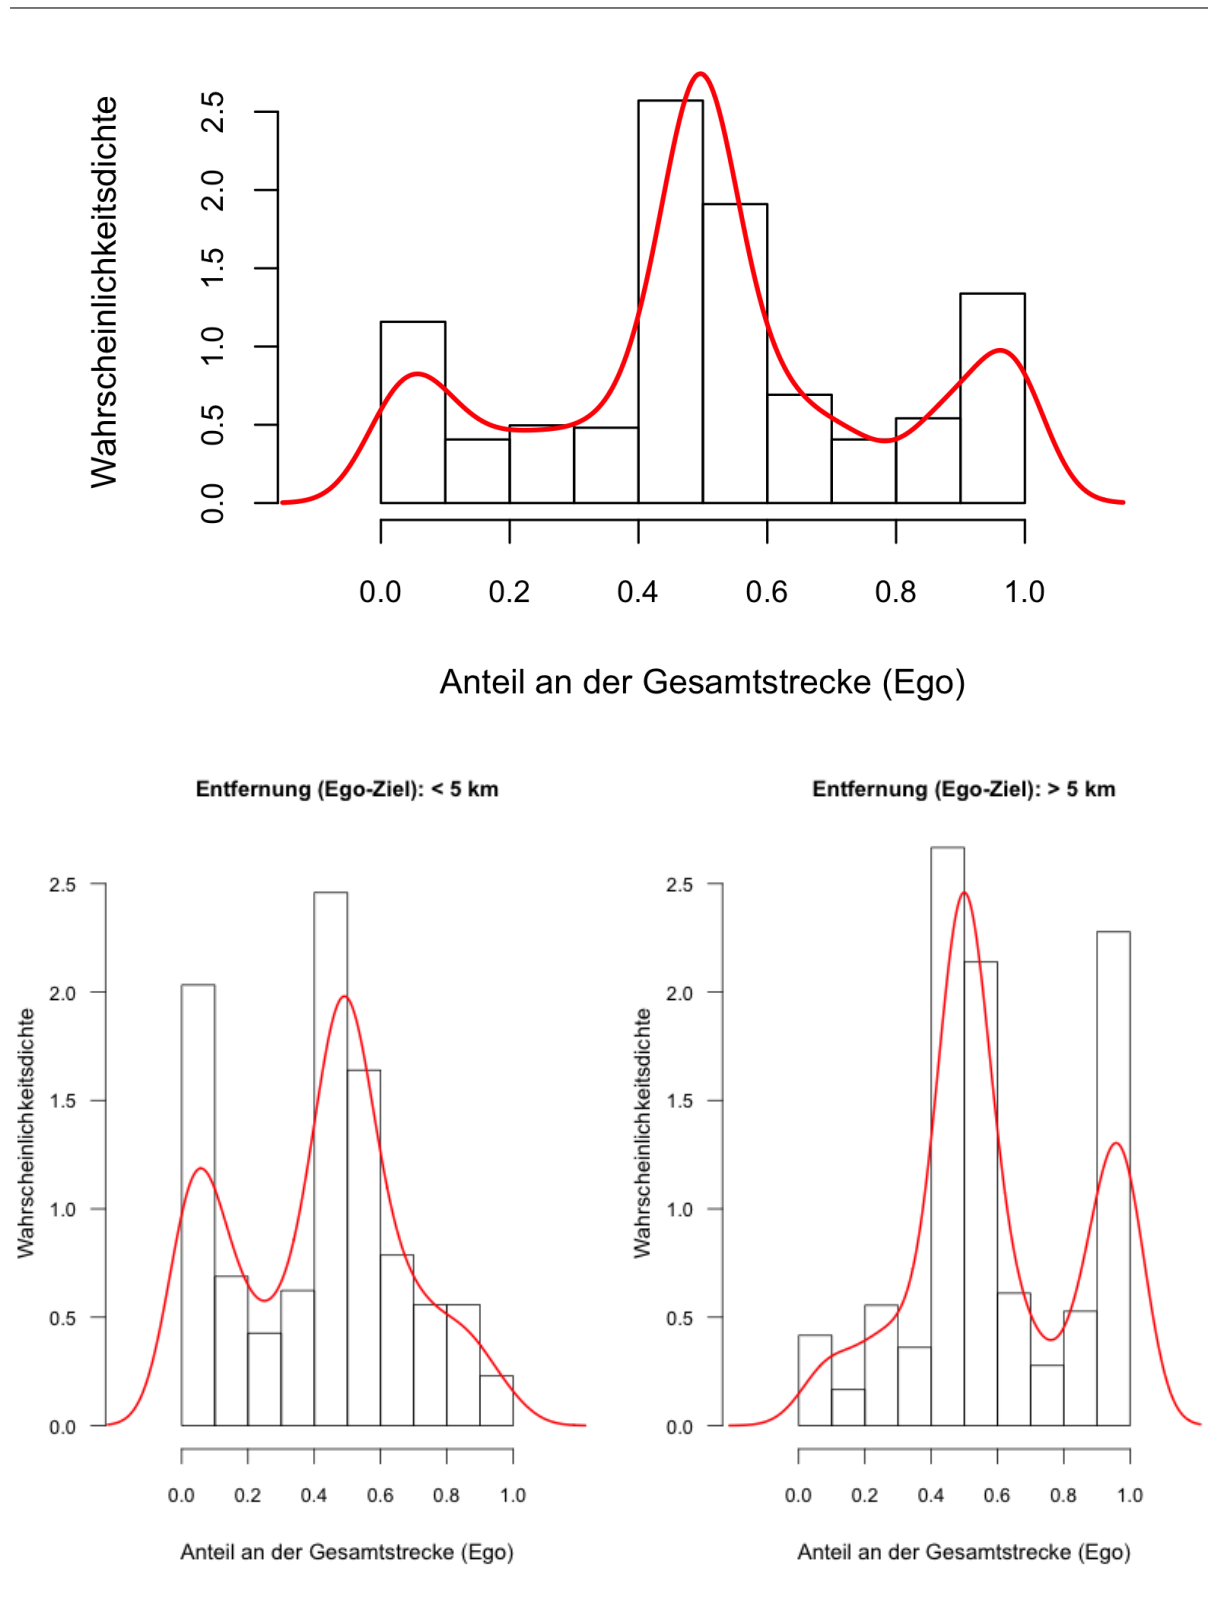 Wahrscheinlichkeitsdichte
2.5
2.0
1.5
1.0
0.5
0.0
0.0 0.2 0.4 0.6 0.8 1.0
Anteil an der Gesamtstrecke (Ego)
Entfernung (Ego-Ziel): < 5 km
Wahrscheinlichkeitsdichte
2.5
2.0
1.5
1.0
0.5
0.0
0.0 0.2 0.4 0.6 0.8 1.0
Anteil an der Gesamtstrecke (Ego)
Entfernung (Ego-Ziel): > 5 km
Wahrscheinlichkeitsdichte
2.5
2.0
1.5
1.0
0.5
0.0
0.0 0.2 0.4 0.6 0.8 1.0
Anteil an der Gesamtstrecke (Ego)